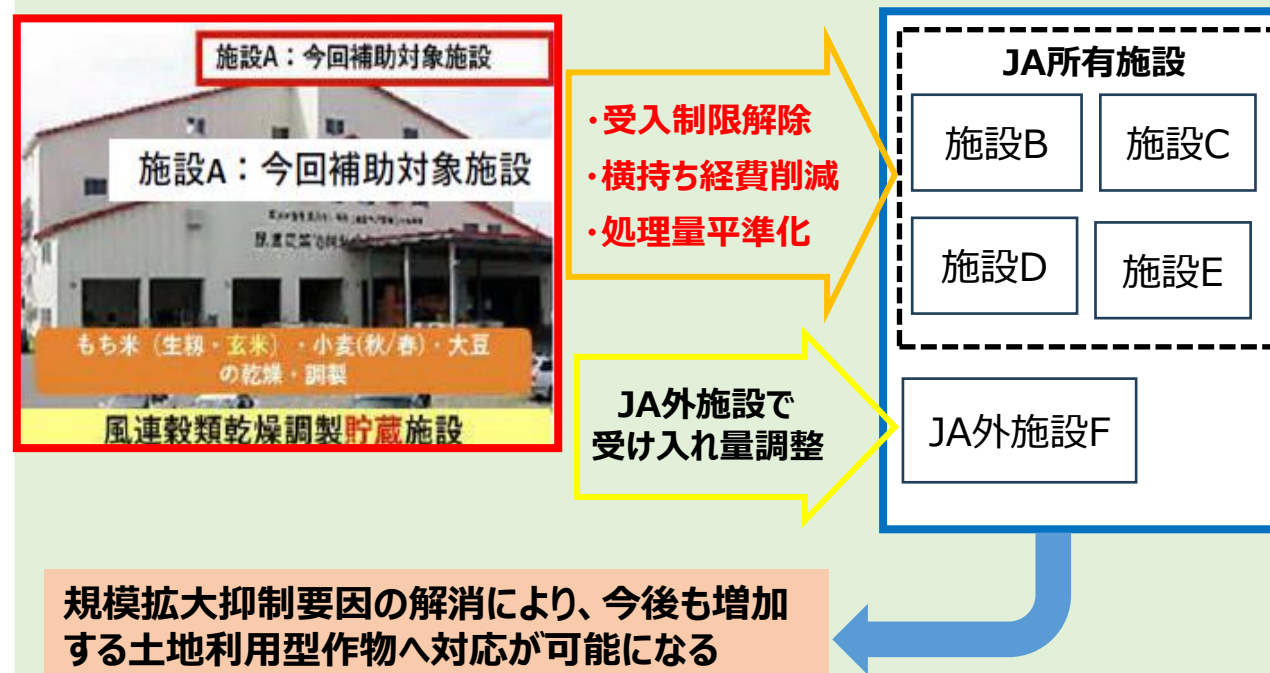 施設A：今回補助対象施設
施設A：今回補助対象施設
もち米（生籾・玄米）・小麦(秋/春)・大豆
の乾燥・調製
風連穀類乾燥調製貯蔵施設
・受入制限解除
・横持ち経費削減
・処理量平準化
JA外施設で
受け入れ量調整
JA所有施設
施設B
施設C
施設D
施設E
JA外施設F
規模拡大抑制要因の解消により、今後も増加
する土地利用型作物へ対応が可能になる